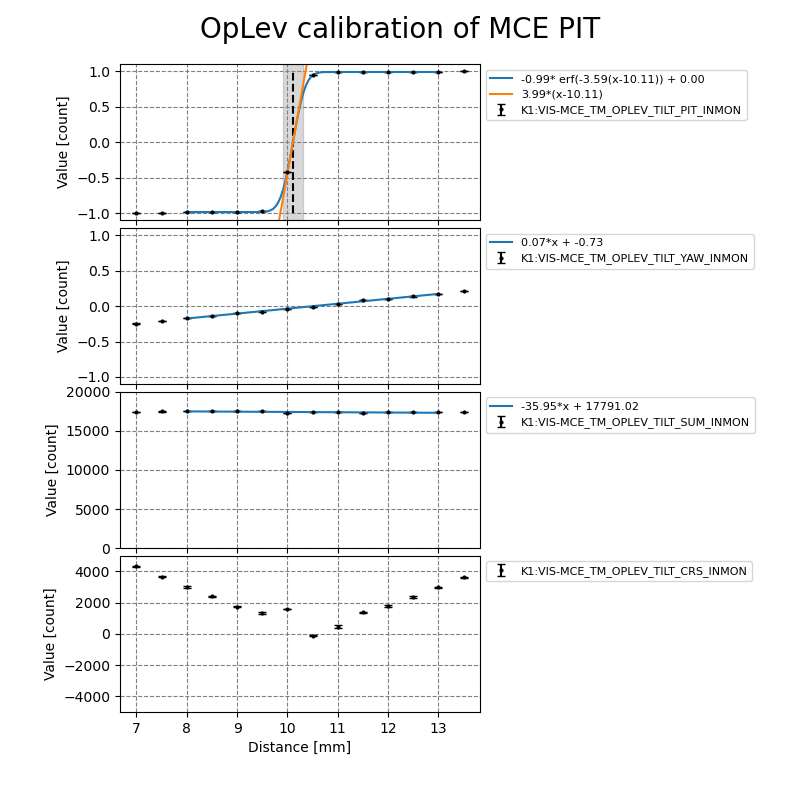 OpLev calibration of MCE PIT
1.0
0.5
0.0
−0.5
−1.0
Value [count]
-0.99* erf(-3.59(x-10.11)) + 0.00
3.99*(x-10.11)
K1:VIS-MCE_TM_OPLEV_TILT_PIT_INMON
1.0
0.5
0.0
−0.5
−1.0
Value [count]
0.07*x + -0.73
K1:VIS-MCE_TM_OPLEV_TILT_YAW_INMON
20000
15000
10000
5000
0
Value [count]
-35.95*x + 17791.02
K1:VIS-MCE_TM_OPLEV_TILT_SUM_INMON
4000
2000
0
−2000
−4000
Value [count]
K1:VIS-MCE_TM_OPLEV_TILT_CRS_INMON
7 8 9 10 11 12 13
Distance [mm]